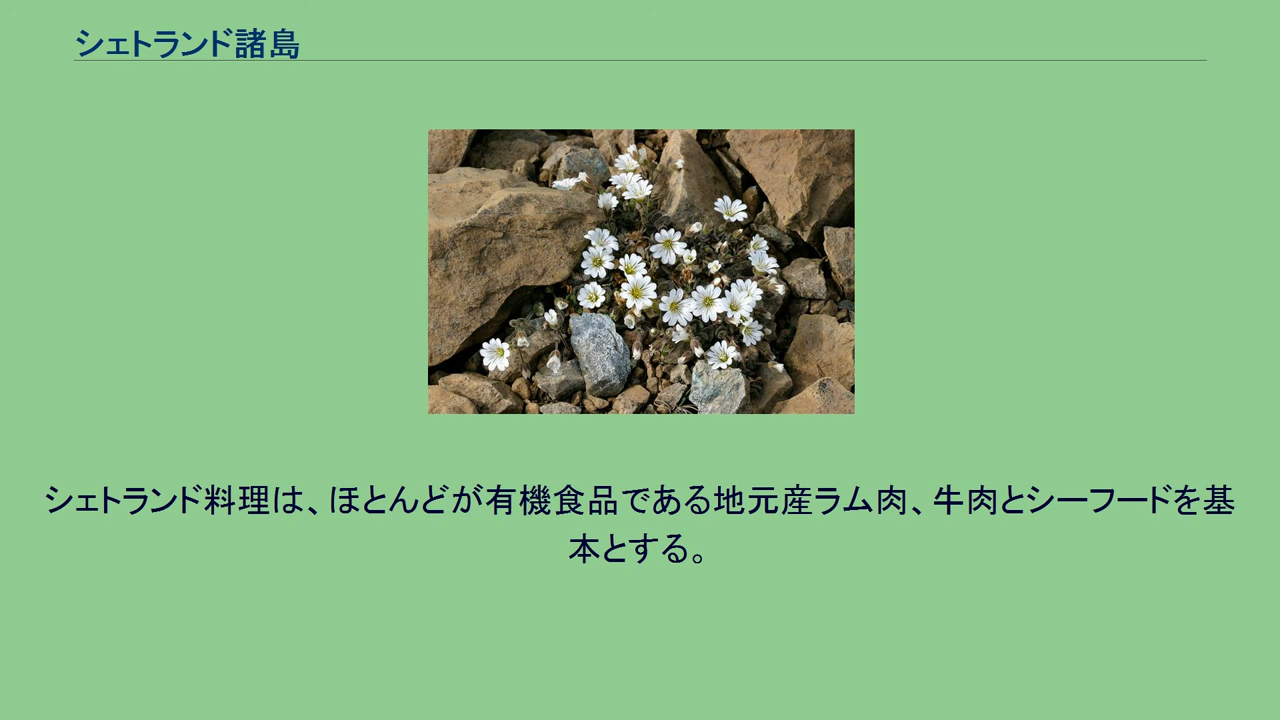 シェトランド諸島
シェトランド料理は、ほとんどが有機食品である地元産ラム肉、牛肉とシーフードを基
本とする。